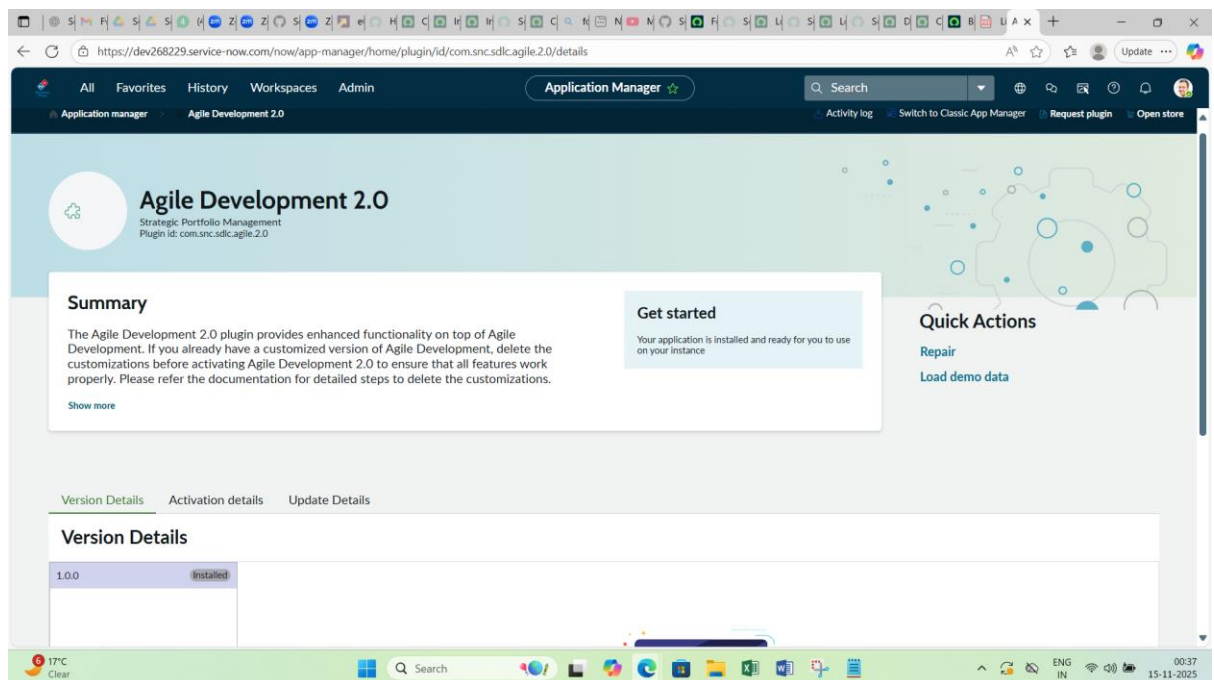 https://dev268229.service-now.com/now/app-manager/home/plugin/id/com.snc.sdlc.agile.2.0/details
Update
All Favorites History Workspaces Admin
Application Manager
Search
Application manager > Agile Development 2.0
Activity log Switch to Classic App Manager Request plugin Open store
Agile Development 2.0
Strategic Portfolio Management
Plugin id: com.snc.sdlc.agile.2.0
Summary
The Agile Development 2.0 plugin provides enhanced functionality on top of Agile
Development. If you already have a customized version of Agile Development, delete the
customizations before activating Agile Development 2.0 to ensure that all features work
properly. Please refer the documentation for detailed steps to delete the customizations.
Show more
Get started
Your application is installed and ready for you to use
on your instance
Quick Actions
Repair
Load demo data
Version Details Activation details Update Details
Version Details
1.0.0 Installed
6
17°C
Clear
Search
ENG
IN
00:37
15-11-2025